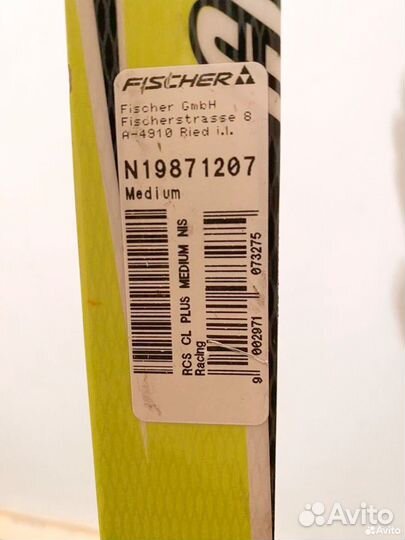 FISCHER
Fischer GmbH
Fischerstrasse 8
A-4910 Ried i.I.
N19871207
Medium
RCS CL PLUS MEDIUM NIS
Racing
9 002971 073275
Avito